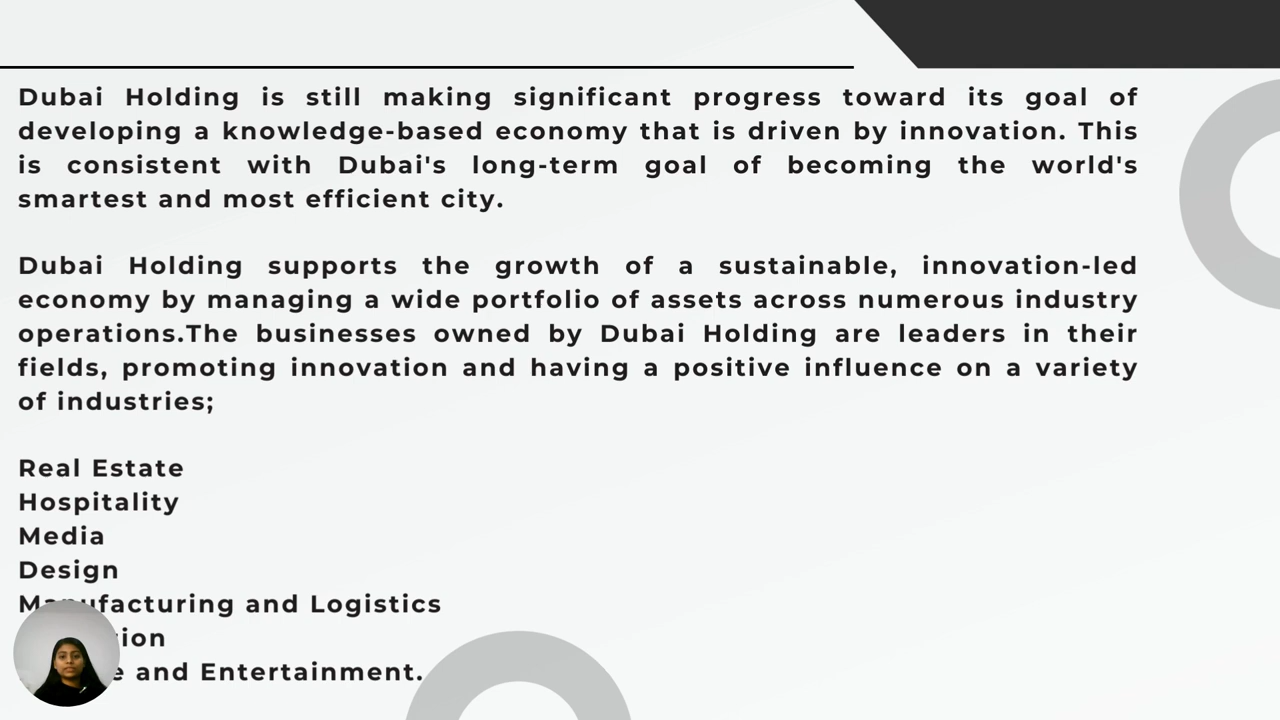 Dubai Holding is still making significant progress toward its goal of
developing a knowledge-based economy that is driven by innovation. This
is consistent with Dubai's long-term goal of becoming the world's
smartest and most efficient city.
Dubai Holding supports the growth of a sustainable, innovation-led
economy by managing a wide portfolio of assets across numerous industry
operations.The businesses owned by Dubai Holding are leaders in their
fields, promoting innovation and having a positive influence on a variety
of industries;
Real Estate
Hospitality
Media
Design
Manufacturing and Logistics
and Entertainment.